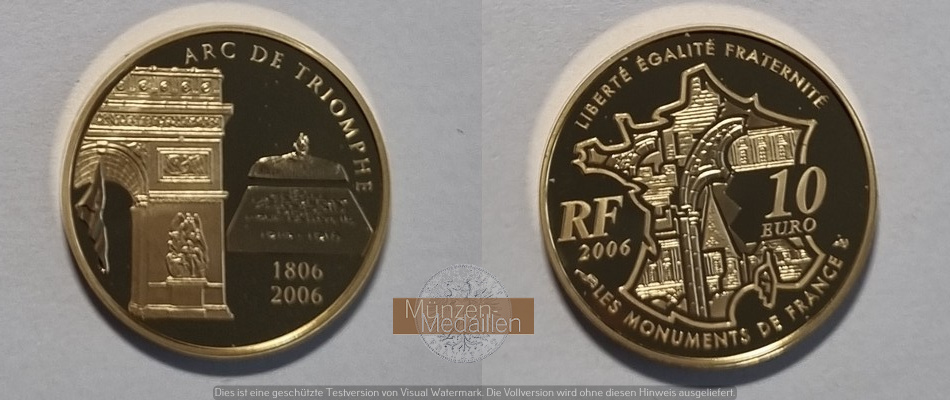 ARC DE TRIOMPHE
1806
2006
LIBERTÉ ÉGALITÉ FRATERNITÉ
RF
2006
10
EURO
LES MONUMENTS DE FRANCE
Münzen-
Medaillen
Dies ist eine geschützte Testversion von Visual Watermark. Die Vollversion wird ohne diesen Hinweis ausgeliefert.